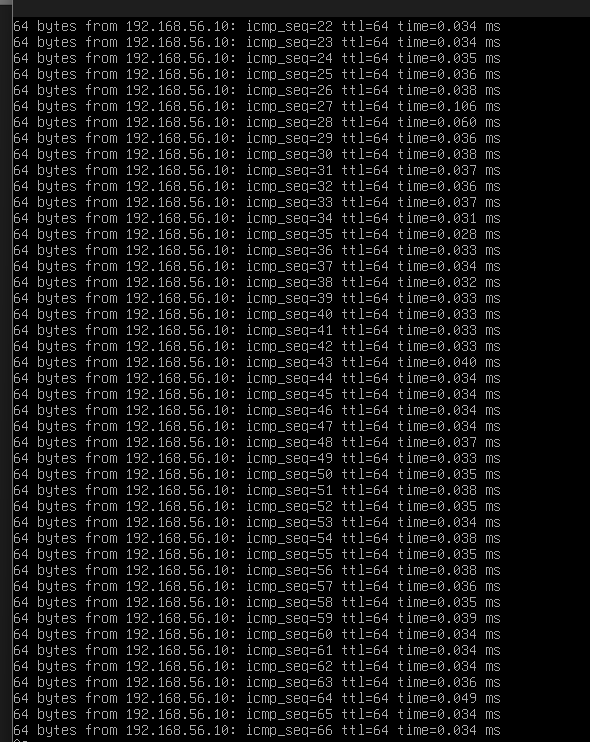 64 bytes from 192.168.56.10: icmp_seq=22 ttl=64 time=0.034 ms
64 bytes from 192.168.56.10: icmp_seq=23 ttl=64 time=0.034 ms
64 bytes from 192.168.56.10: icmp_seq=24 ttl=64 time=0.035 ms
64 bytes from 192.168.56.10: icmp_seq=25 ttl=64 time=0.036 ms
64 bytes from 192.168.56.10: icmp_seq=26 ttl=64 time=0.038 ms
64 bytes from 192.168.56.10: icmp_seq=27 ttl=64 time=0.106 ms
64 bytes from 192.168.56.10: icmp_seq=28 ttl=64 time=0.060 ms
64 bytes from 192.168.56.10: icmp_seq=29 ttl=64 time=0.036 ms
64 bytes from 192.168.56.10: icmp_seq=30 ttl=64 time=0.038 ms
64 bytes from 192.168.56.10: icmp_seq=31 ttl=64 time=0.037 ms
64 bytes from 192.168.56.10: icmp_seq=32 ttl=64 time=0.036 ms
64 bytes from 192.168.56.10: icmp_seq=33 ttl=64 time=0.037 ms
64 bytes from 192.168.56.10: icmp_seq=34 ttl=64 time=0.031 ms
64 bytes from 192.168.56.10: icmp_seq=35 ttl=64 time=0.028 ms
64 bytes from 192.168.56.10: icmp_seq=36 ttl=64 time=0.033 ms
64 bytes from 192.168.56.10: icmp_seq=37 ttl=64 time=0.034 ms
64 bytes from 192.168.56.10: icmp_seq=38 ttl=64 time=0.032 ms
64 bytes from 192.168.56.10: icmp_seq=39 ttl=64 time=0.033 ms
64 bytes from 192.168.56.10: icmp_seq=40 ttl=64 time=0.033 ms
64 bytes from 192.168.56.10: icmp_seq=41 ttl=64 time=0.033 ms
64 bytes from 192.168.56.10: icmp_seq=42 ttl=64 time=0.033 ms
64 bytes from 192.168.56.10: icmp_seq=43 ttl=64 time=0.040 ms
64 bytes from 192.168.56.10: icmp_seq=44 ttl=64 time=0.034 ms
64 bytes from 192.168.56.10: icmp_seq=45 ttl=64 time=0.034 ms
64 bytes from 192.168.56.10: icmp_seq=46 ttl=64 time=0.034 ms
64 bytes from 192.168.56.10: icmp_seq=47 ttl=64 time=0.034 ms
64 bytes from 192.168.56.10: icmp_seq=48 ttl=64 time=0.037 ms
64 bytes from 192.168.56.10: icmp_seq=49 ttl=64 time=0.033 ms
64 bytes from 192.168.56.10: icmp_seq=50 ttl=64 time=0.035 ms
64 bytes from 192.168.56.10: icmp_seq=51 ttl=64 time=0.038 ms
64 bytes from 192.168.56.10: icmp_seq=52 ttl=64 time=0.035 ms
64 bytes from 192.168.56.10: icmp_seq=53 ttl=64 time=0.034 ms
64 bytes from 192.168.56.10: icmp_seq=54 ttl=64 time=0.038 ms
64 bytes from 192.168.56.10: icmp_seq=55 ttl=64 time=0.035 ms
64 bytes from 192.168.56.10: icmp_seq=56 ttl=64 time=0.038 ms
64 bytes from 192.168.56.10: icmp_seq=57 ttl=64 time=0.036 ms
64 bytes from 192.168.56.10: icmp_seq=58 ttl=64 time=0.035 ms
64 bytes from 192.168.56.10: icmp_seq=59 ttl=64 time=0.039 ms
64 bytes from 192.168.56.10: icmp_seq=60 ttl=64 time=0.034 ms
64 bytes from 192.168.56.10: icmp_seq=61 ttl=64 time=0.034 ms
64 bytes from 192.168.56.10: icmp_seq=62 ttl=64 time=0.034 ms
64 bytes from 192.168.56.10: icmp_seq=63 ttl=64 time=0.036 ms
64 bytes from 192.168.56.10: icmp_seq=64 ttl=64 time=0.049 ms
64 bytes from 192.168.56.10: icmp_seq=65 ttl=64 time=0.034 ms
64 bytes from 192.168.56.10: icmp_seq=66 ttl=64 time=0.034 ms